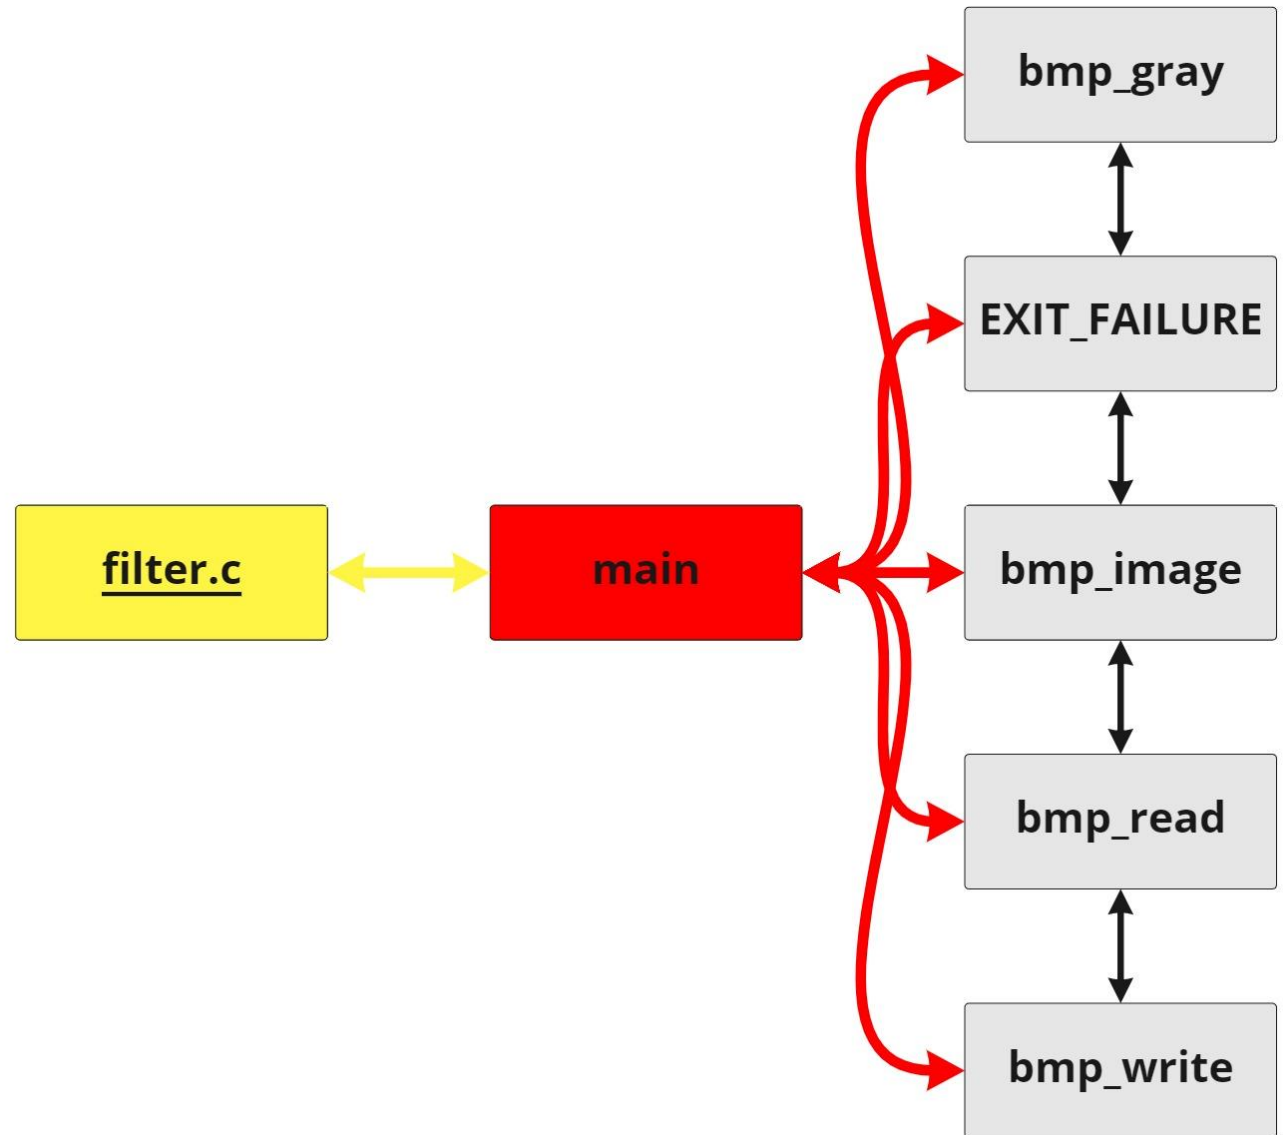 bmp_gray
EXIT_FAILURE
filter.c
main
bmp_image
bmp_read
bmp_write